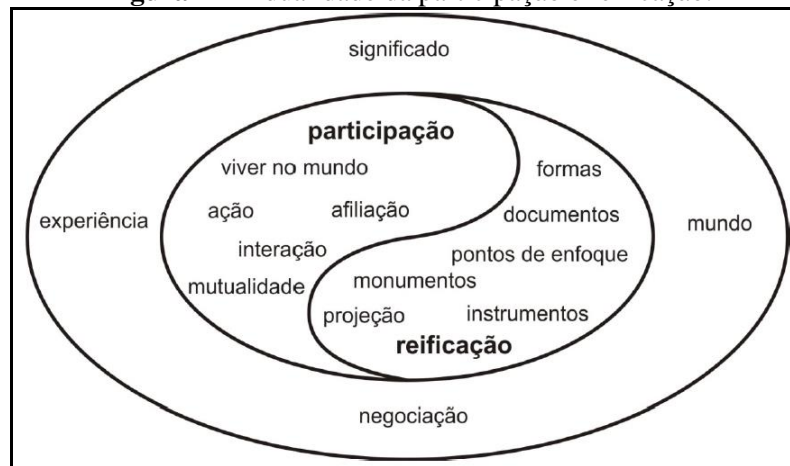 significado
participação
viver no mundo
formas
ação
afiliação
documentos
experiência
mundo
interação
pontos de enfoque
mutualidade
monumentos
projeção
instrumentos
reificação
negociação